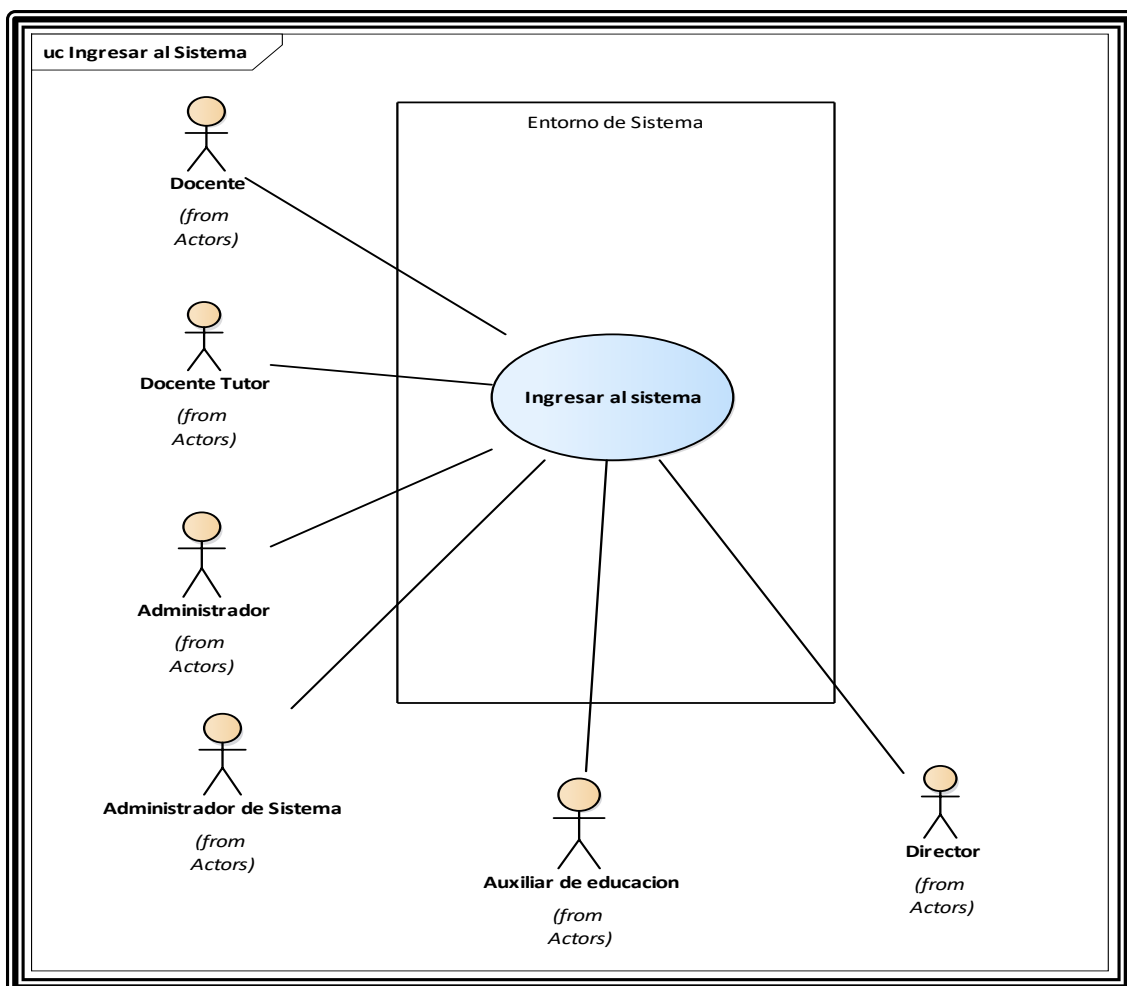 uc Ingresar al Sistema
Entorno de Sistema
Docente
(from
Actors)
Docente Tutor
(from
Actors)
Ingresar al sistema
Administrador
(from
Actors)
Administrador de Sistema
(from
Actors)
Auxiliar de educacion
(from
Actors)
Director
(from
Actors)